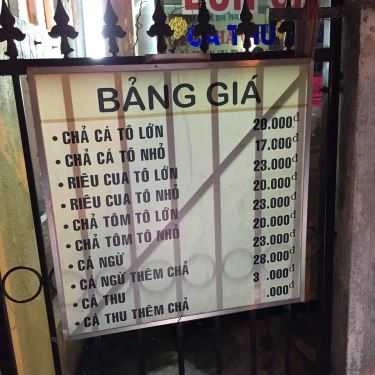 CÁ THU
BẢNG GIÁ
• CHẢ CÁ TÔ LỚN 20.000đ
• CHẢ CÁ TÔ NHỎ 17.000đ
• RIÊU CUA TÔ LỚN 23.000đ
• RIÊU CUA TÔ NHỎ 20.000đ
• CHẢ TÔM TÔ LỚN 23.000đ
• CHẢ TÔM TÔ NHỎ 20.000đ
• CÁ NGỪ 23.000đ
• CÁ NGỪ THÊM CHẢ 28.000đ
• CÁ THU 3 .000đ
• CÁ THU THÊM CHẢ .000đ